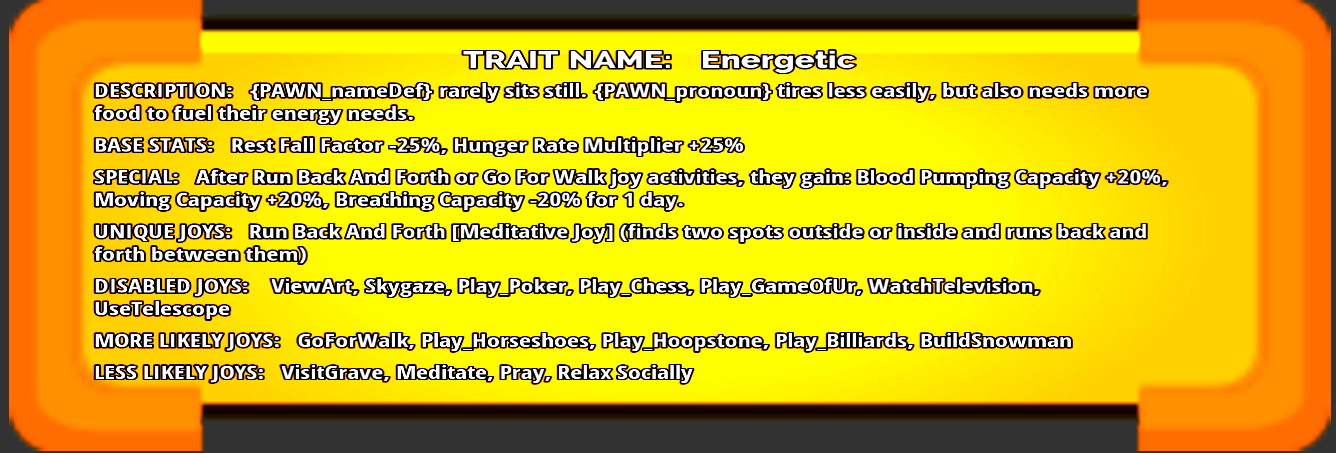 TRAIT NAME: Energetic
DESCRIPTION: {PAWN_nameDef} rarely sits still. {PAWN_pronoun} tires less easily, but also needs more
food to fuel their energy needs.
BASE STATS: Rest Fall Factor -25%, Hunger Rate Multiplier +25%
SPECIAL: After Run Back And Forth or Go For Walk joy activities, they gain: Blood Pumping Capacity +20%,
Moving Capacity +20%, Breathing Capacity -20% for 1 day.
UNIQUE JOYS: Run Back And Forth [Meditative Joy] (finds two spots outside or inside and runs back and
forth between them)
DISABLED JOYS: ViewArt, Skygaze, Play_Poker, Play_Chess, Play_GameOfUr, WatchTelevision,
UseTelescope
MORE LIKELY JOYS: GoForWalk, Play_Horseshoes, Play_Hoopstone, Play_Billiards, BuildSnowman
LESS LIKELY JOYS: VisitGrave, Meditate, Pray, Relax Socially